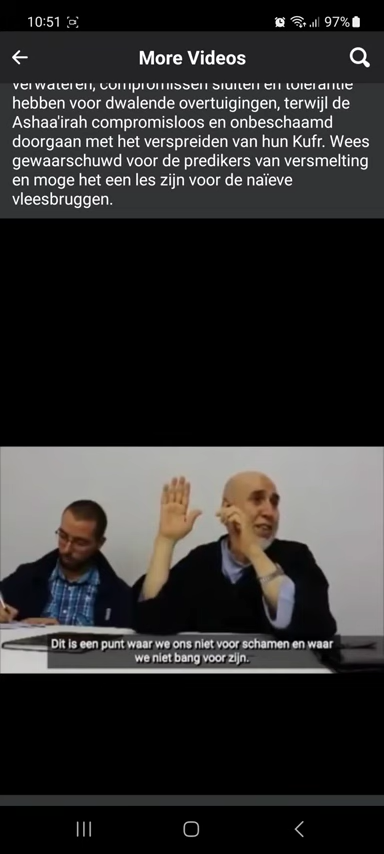 10:51
97%
More Videos
verwateren, compromissen sluiten en tolerantie
hebben voor dwalende overtuigingen, terwijl de
Ashaa'irah compromisloos en onbeschaamd
doorgaan met het verspreiden van hun Kufr. Wees
gewaarschuwd voor de predikers van versmelting
en moge het een les zijn voor de naïeve
vleesbruggen.
Dit is een punt waar we ons niet voor schamen en waar
we niet bang voor zijn.